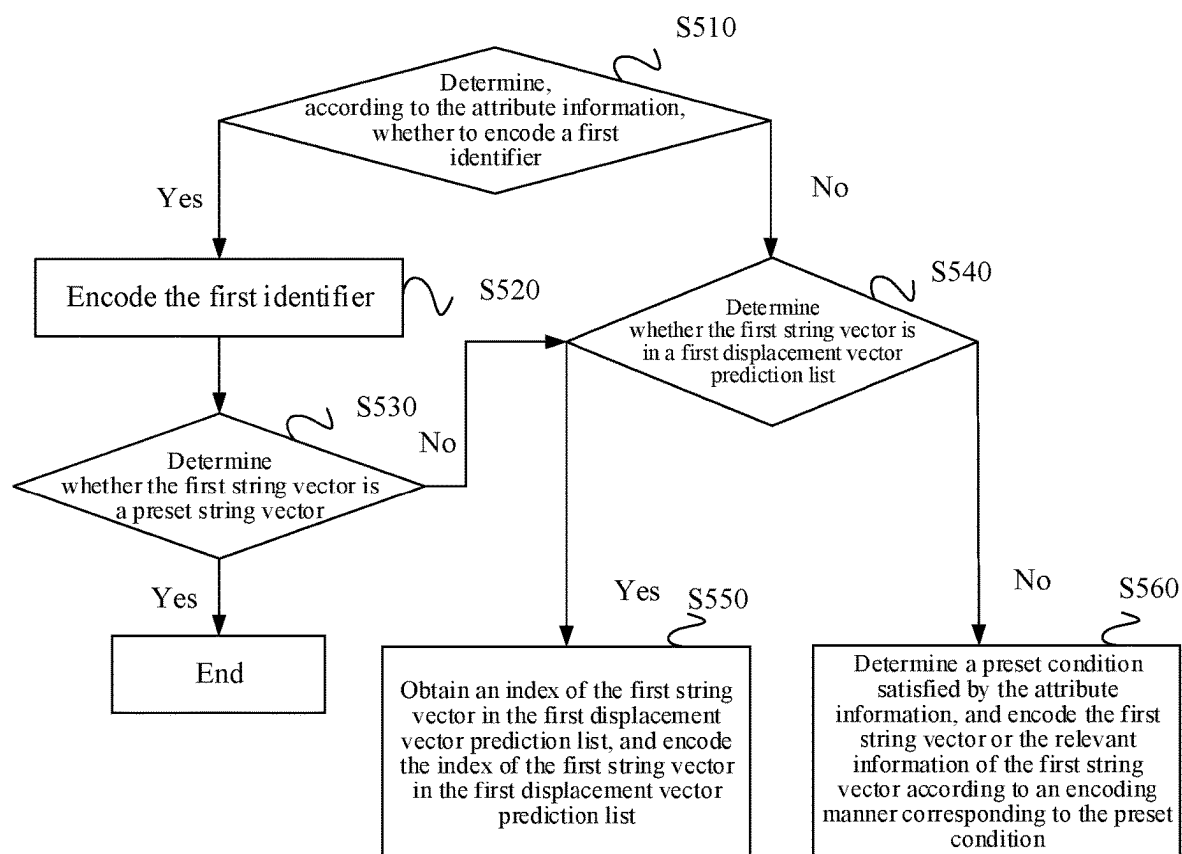 S510
Determine,
according to the attribute information,
whether to encode a first
identifier
Yes
No
Encode the first identifier
S520
S540
Determine
whether the first string vector is
in a first displacement vector
prediction list
S530
No
Determine
whether the first string vector is
a preset string vector
Yes
End
Yes
S550
No
S560
Obtain an index of the first string
vector in the first displacement
vector prediction list, and encode
the index of the first string vector
in the first displacement vector
prediction list
Determine a preset condition
satisfied by the attribute
information, and encode the first
string vector or the relevant
information of the first string
vector according to an encoding
manner corresponding to the preset
condition